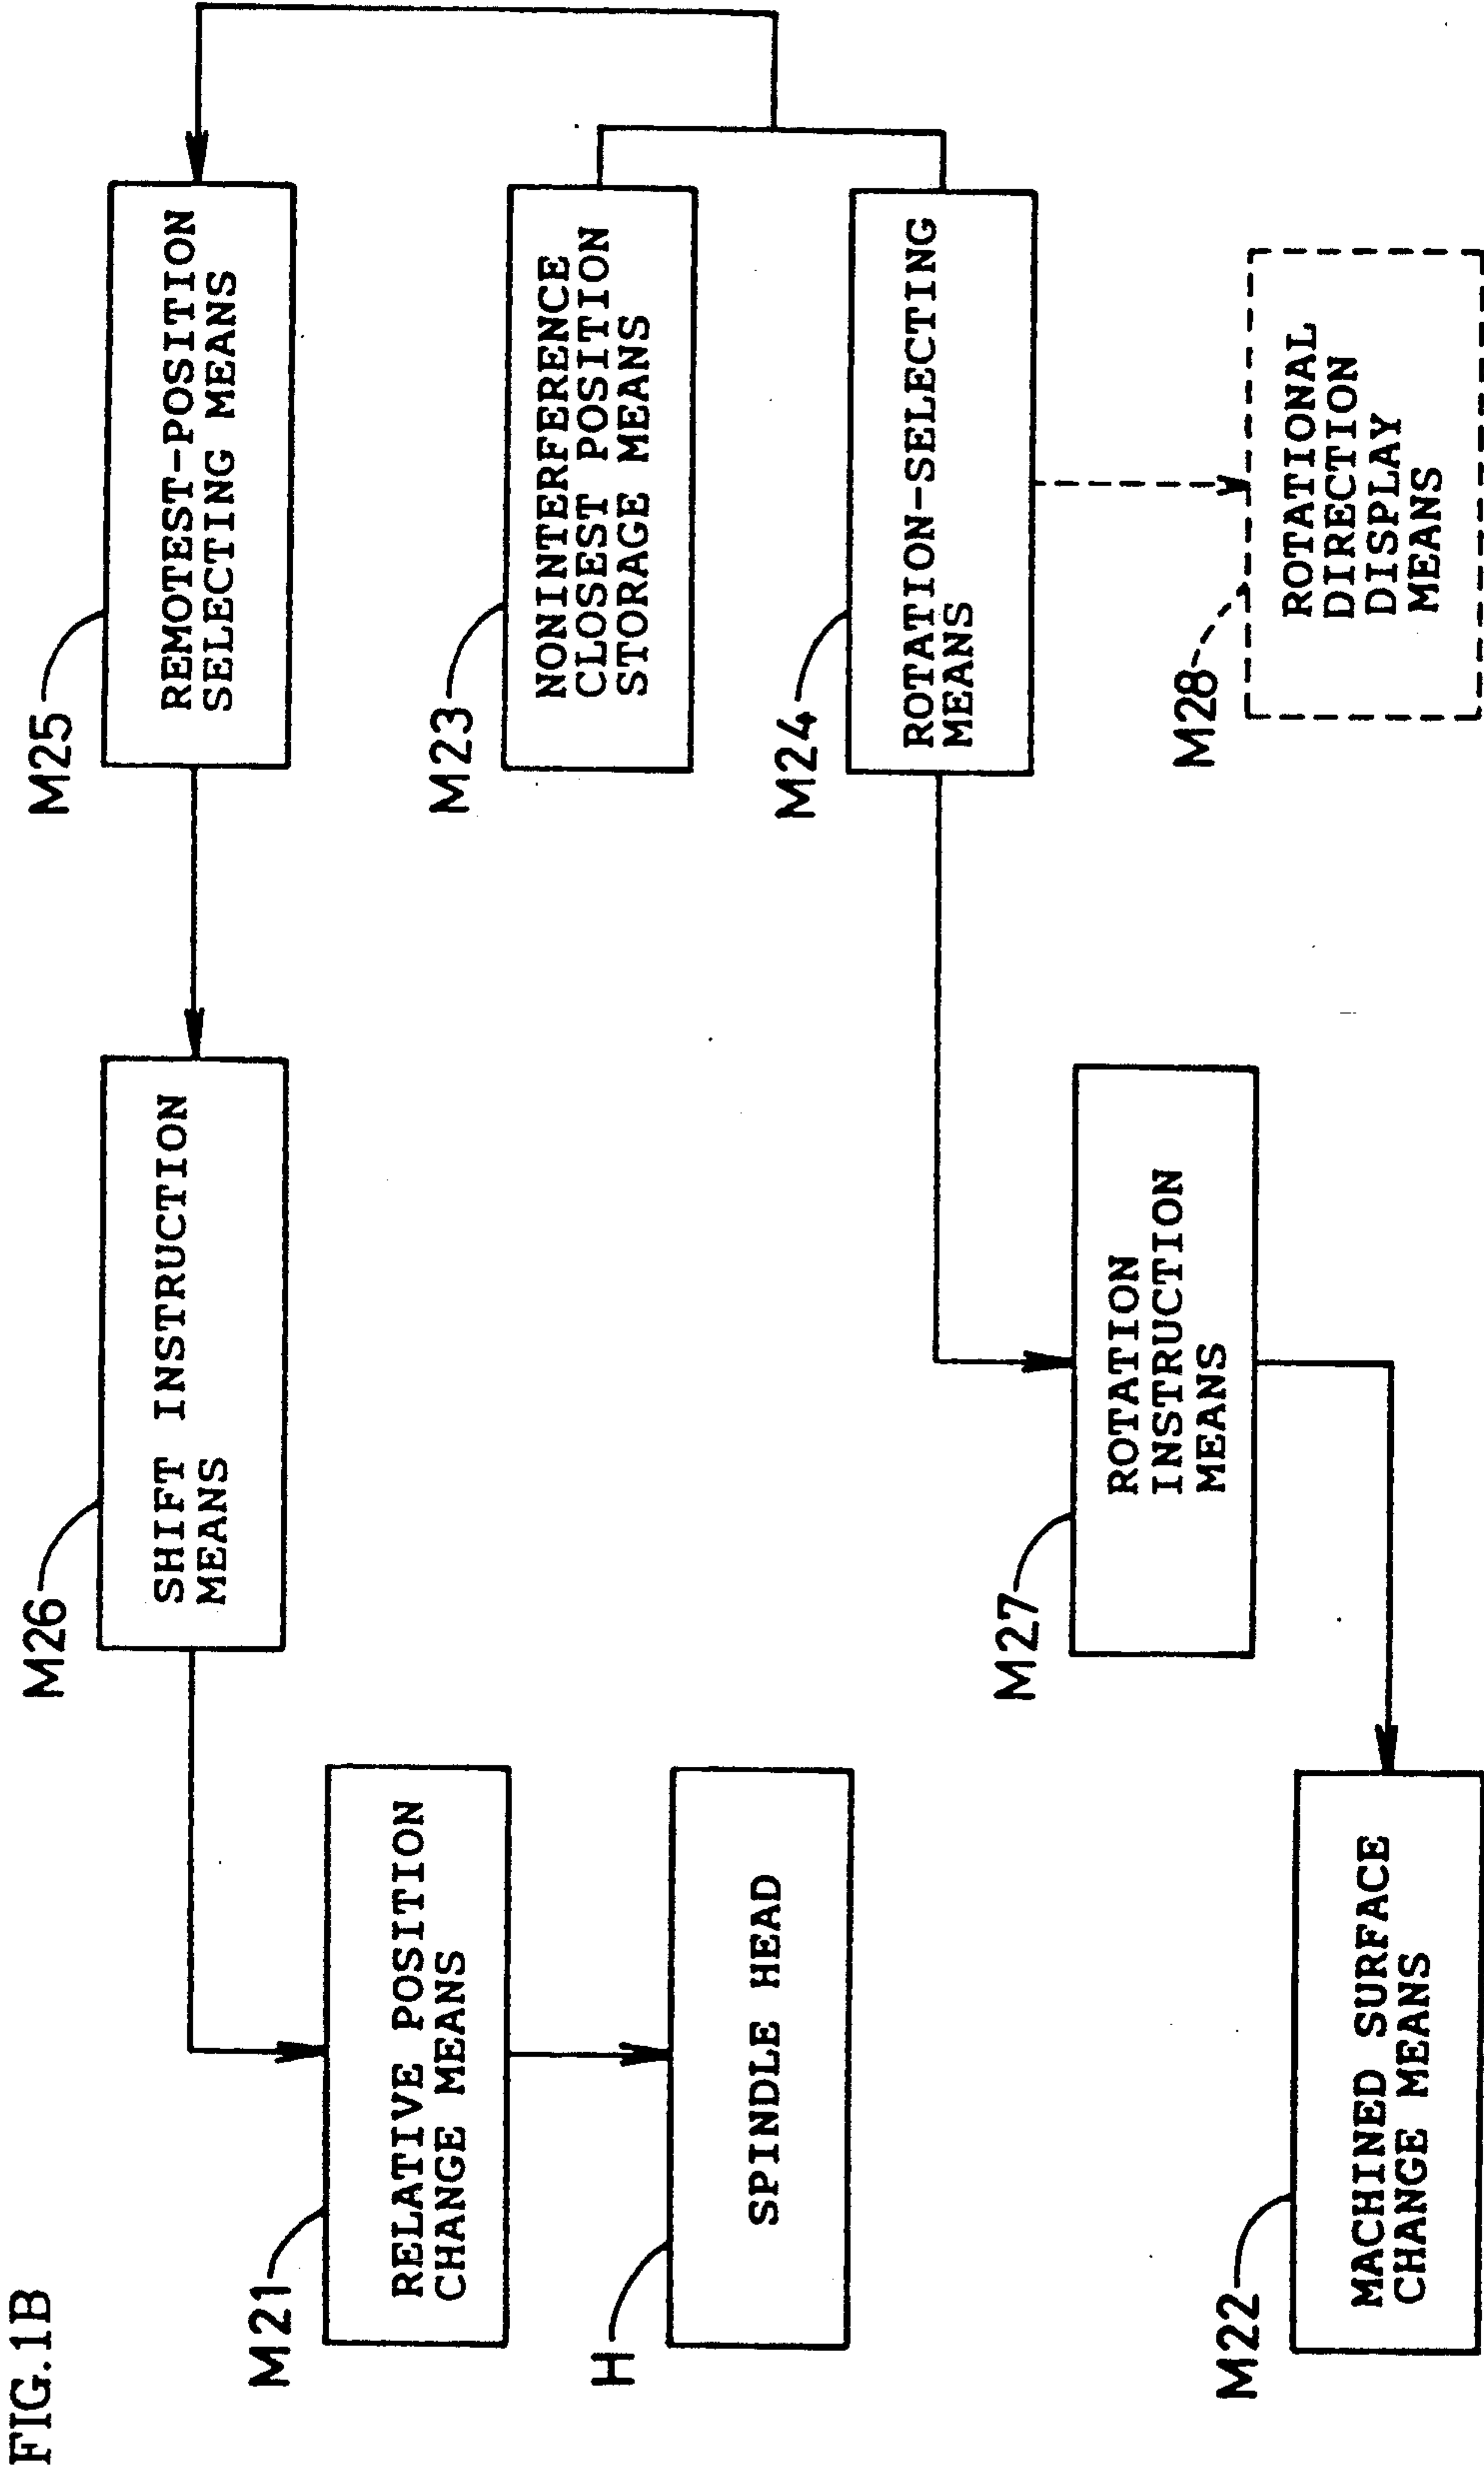 FIG.1B
M21
RELATIVE POSITION
CHANGE MEANS
H
SPINDLE HEAD
M22
MACHINED SURFACE
CHANGE MEANS
M26
SHIFT INSTRUCTION
MEANS
M27
ROTATION
INSTRUCTION
MEANS
M25
REMOTEST-POSITION
SELECTING MEANS
M23
NONINTERFERENCE
CLOSEST POSITION
STORAGE MEANS
M24
ROTATION-SELECTING
MEANS
M28
ROTATIONAL
DIRECTION
DISPLAY
MEANS